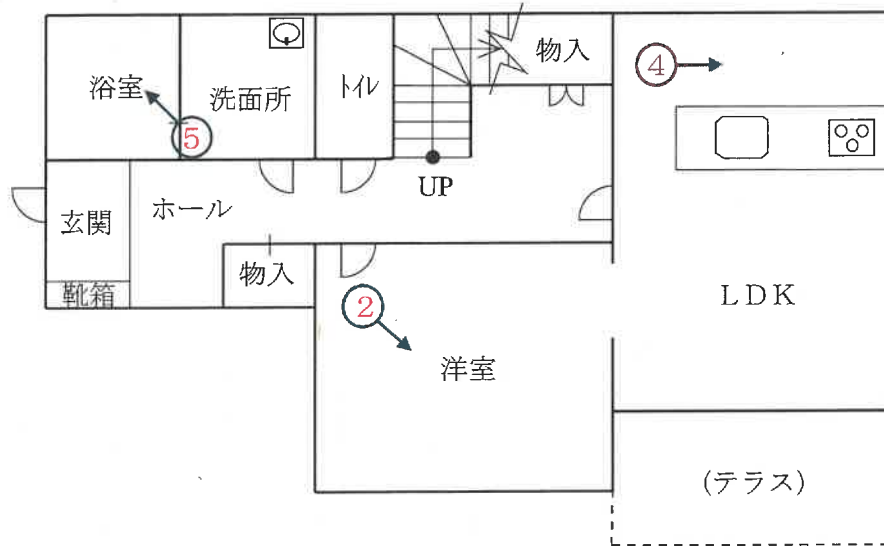 物入
④
浴室
洗面所
トイレ
⑤
UP
玄関
ホール
物入
靴箱
②
LDK
洋室
(テラス)